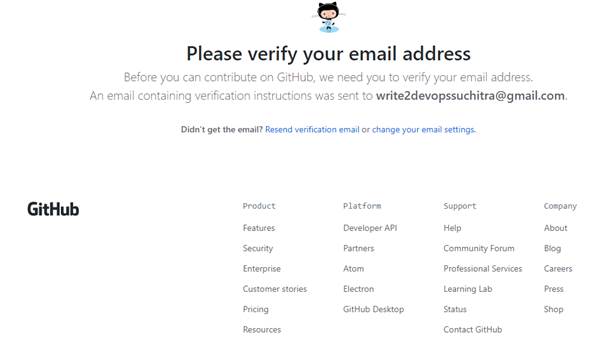 Please verify your email address
Before you can contribute on GitHub, we need you to verify your email address.
An email containing verification instructions was sent to write2devopssuchitra@gmail.com.
Didn't get the email? Resend verification email or change your email settings.
GitHub
Product Platform Support Company
Features Developer API Help About
Security Partners Community Forum Blog
Enterprise Atom Professional Services Careers
Customer stories Electron Learning Lab Press
Pricing GitHub Desktop Status Shop
Resources Contact GitHub